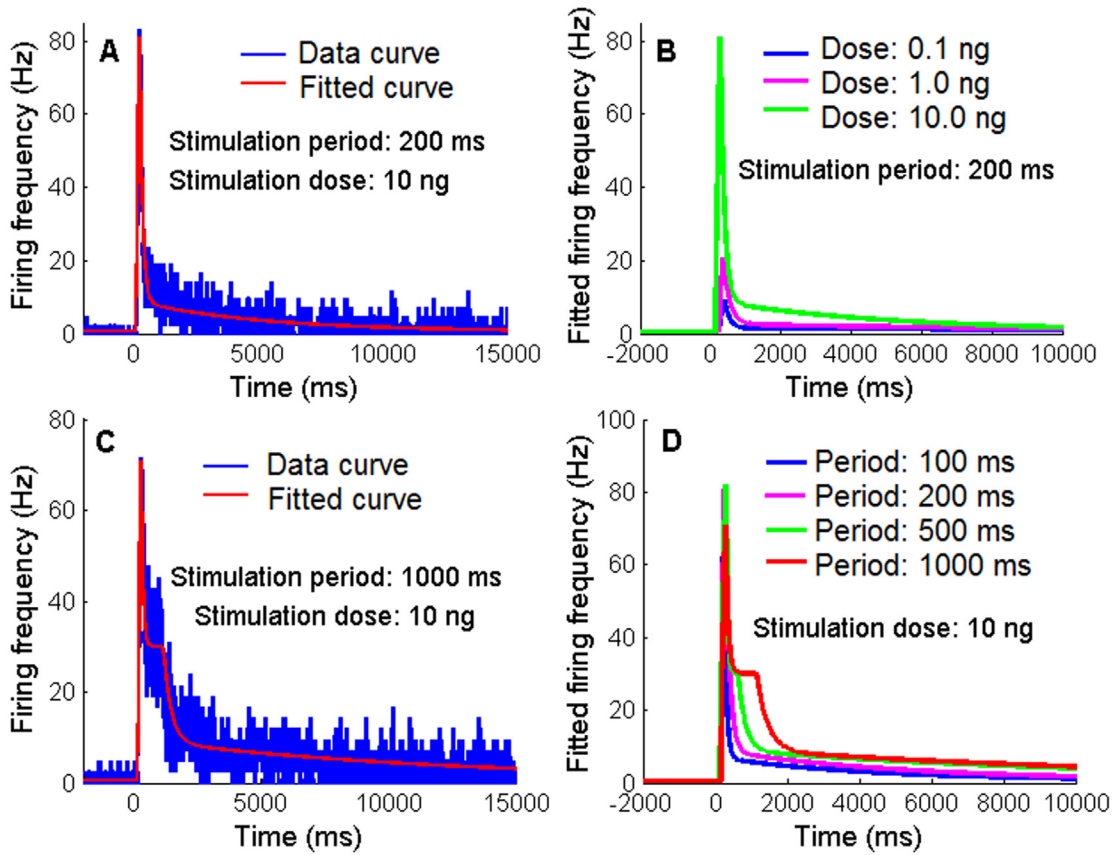 A
Data curve
Fitted curve
Stimulation period: 200 ms
Stimulation dose: 10 ng
Firing frequency (Hz)
80
60
40
20
0
0 5000 10000 15000
Time (ms)
B
Dose: 0.1 ng
Dose: 1.0 ng
Dose: 10.0 ng
Stimulation period: 200 ms
Fitted firing frequency (Hz)
80
60
40
20
0
-2000 0 2000 4000 6000 8000 10000
Time (ms)
C
Data curve
Fitted curve
Stimulation period: 1000 ms
Stimulation dose: 10 ng
Firing frequency (Hz)
80
60
40
20
0
0 5000 10000 15000
Time (ms)
D
Period: 100 ms
Period: 200 ms
Period: 500 ms
Period: 1000 ms
Stimulation dose: 10 ng
Fitted firing frequency (Hz)
100
80
60
40
20
0
-2000 0 2000 4000 6000 8000 10000
Time (ms)